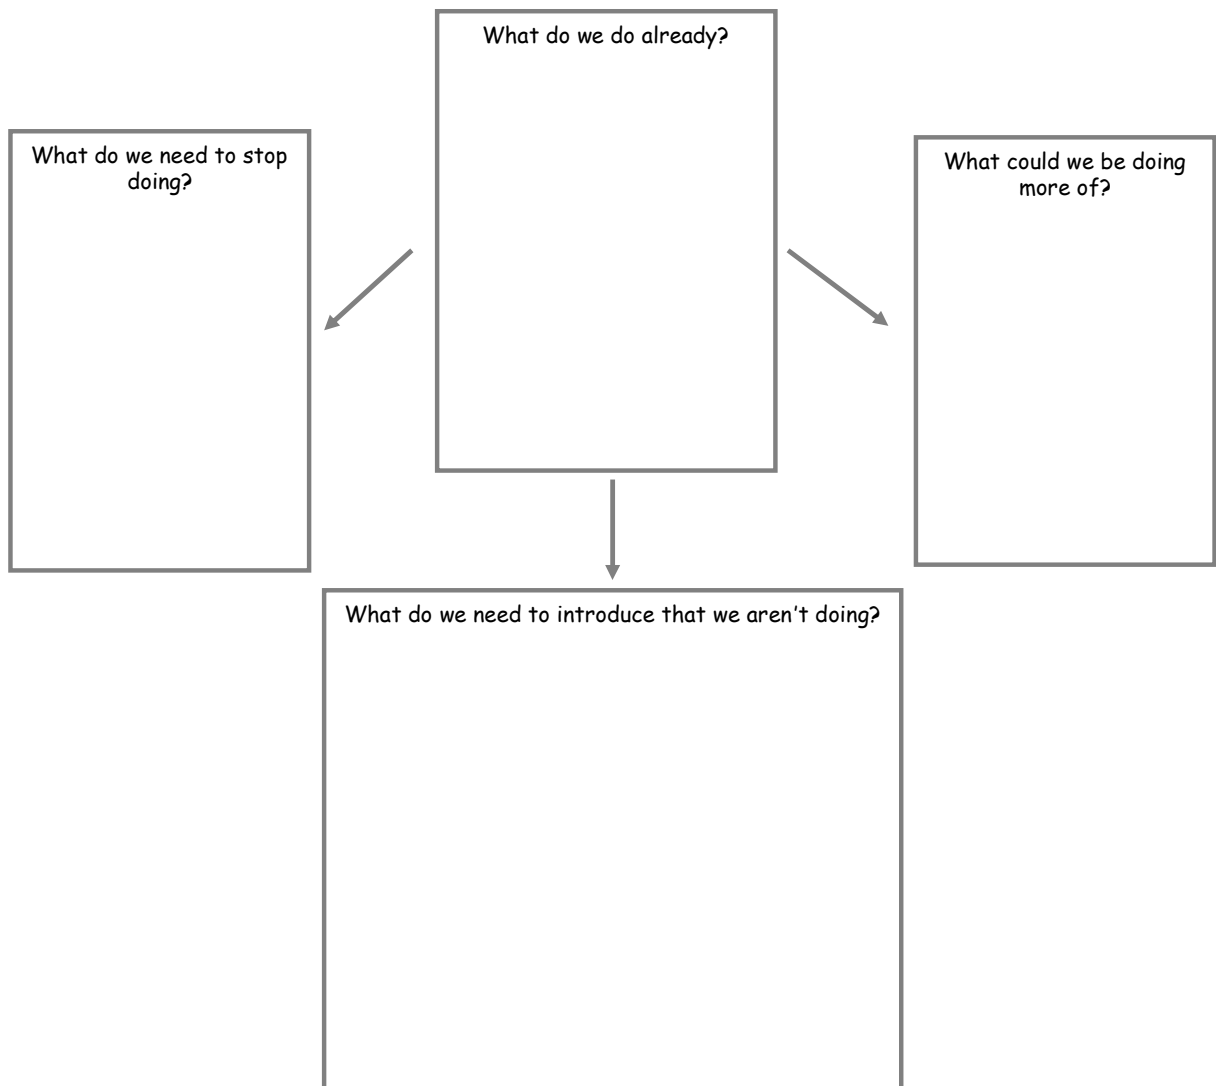 What do we do already?
What do we need to stop
doing?
What could we be doing
more of?
What do we need to introduce that we aren't doing?